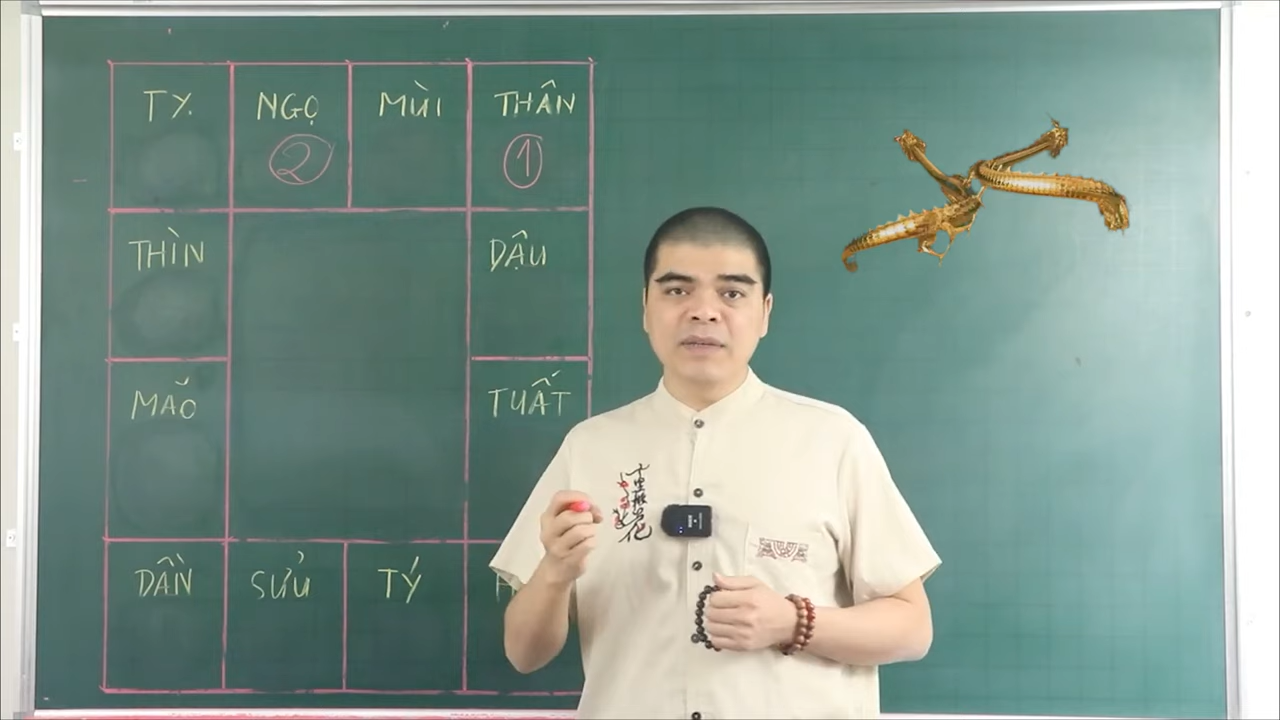 TỴ NGỌ MÙI THÂN
② ①
THÌN DẬU
MÃO TUẤT
DẦN SỬU TÝ H